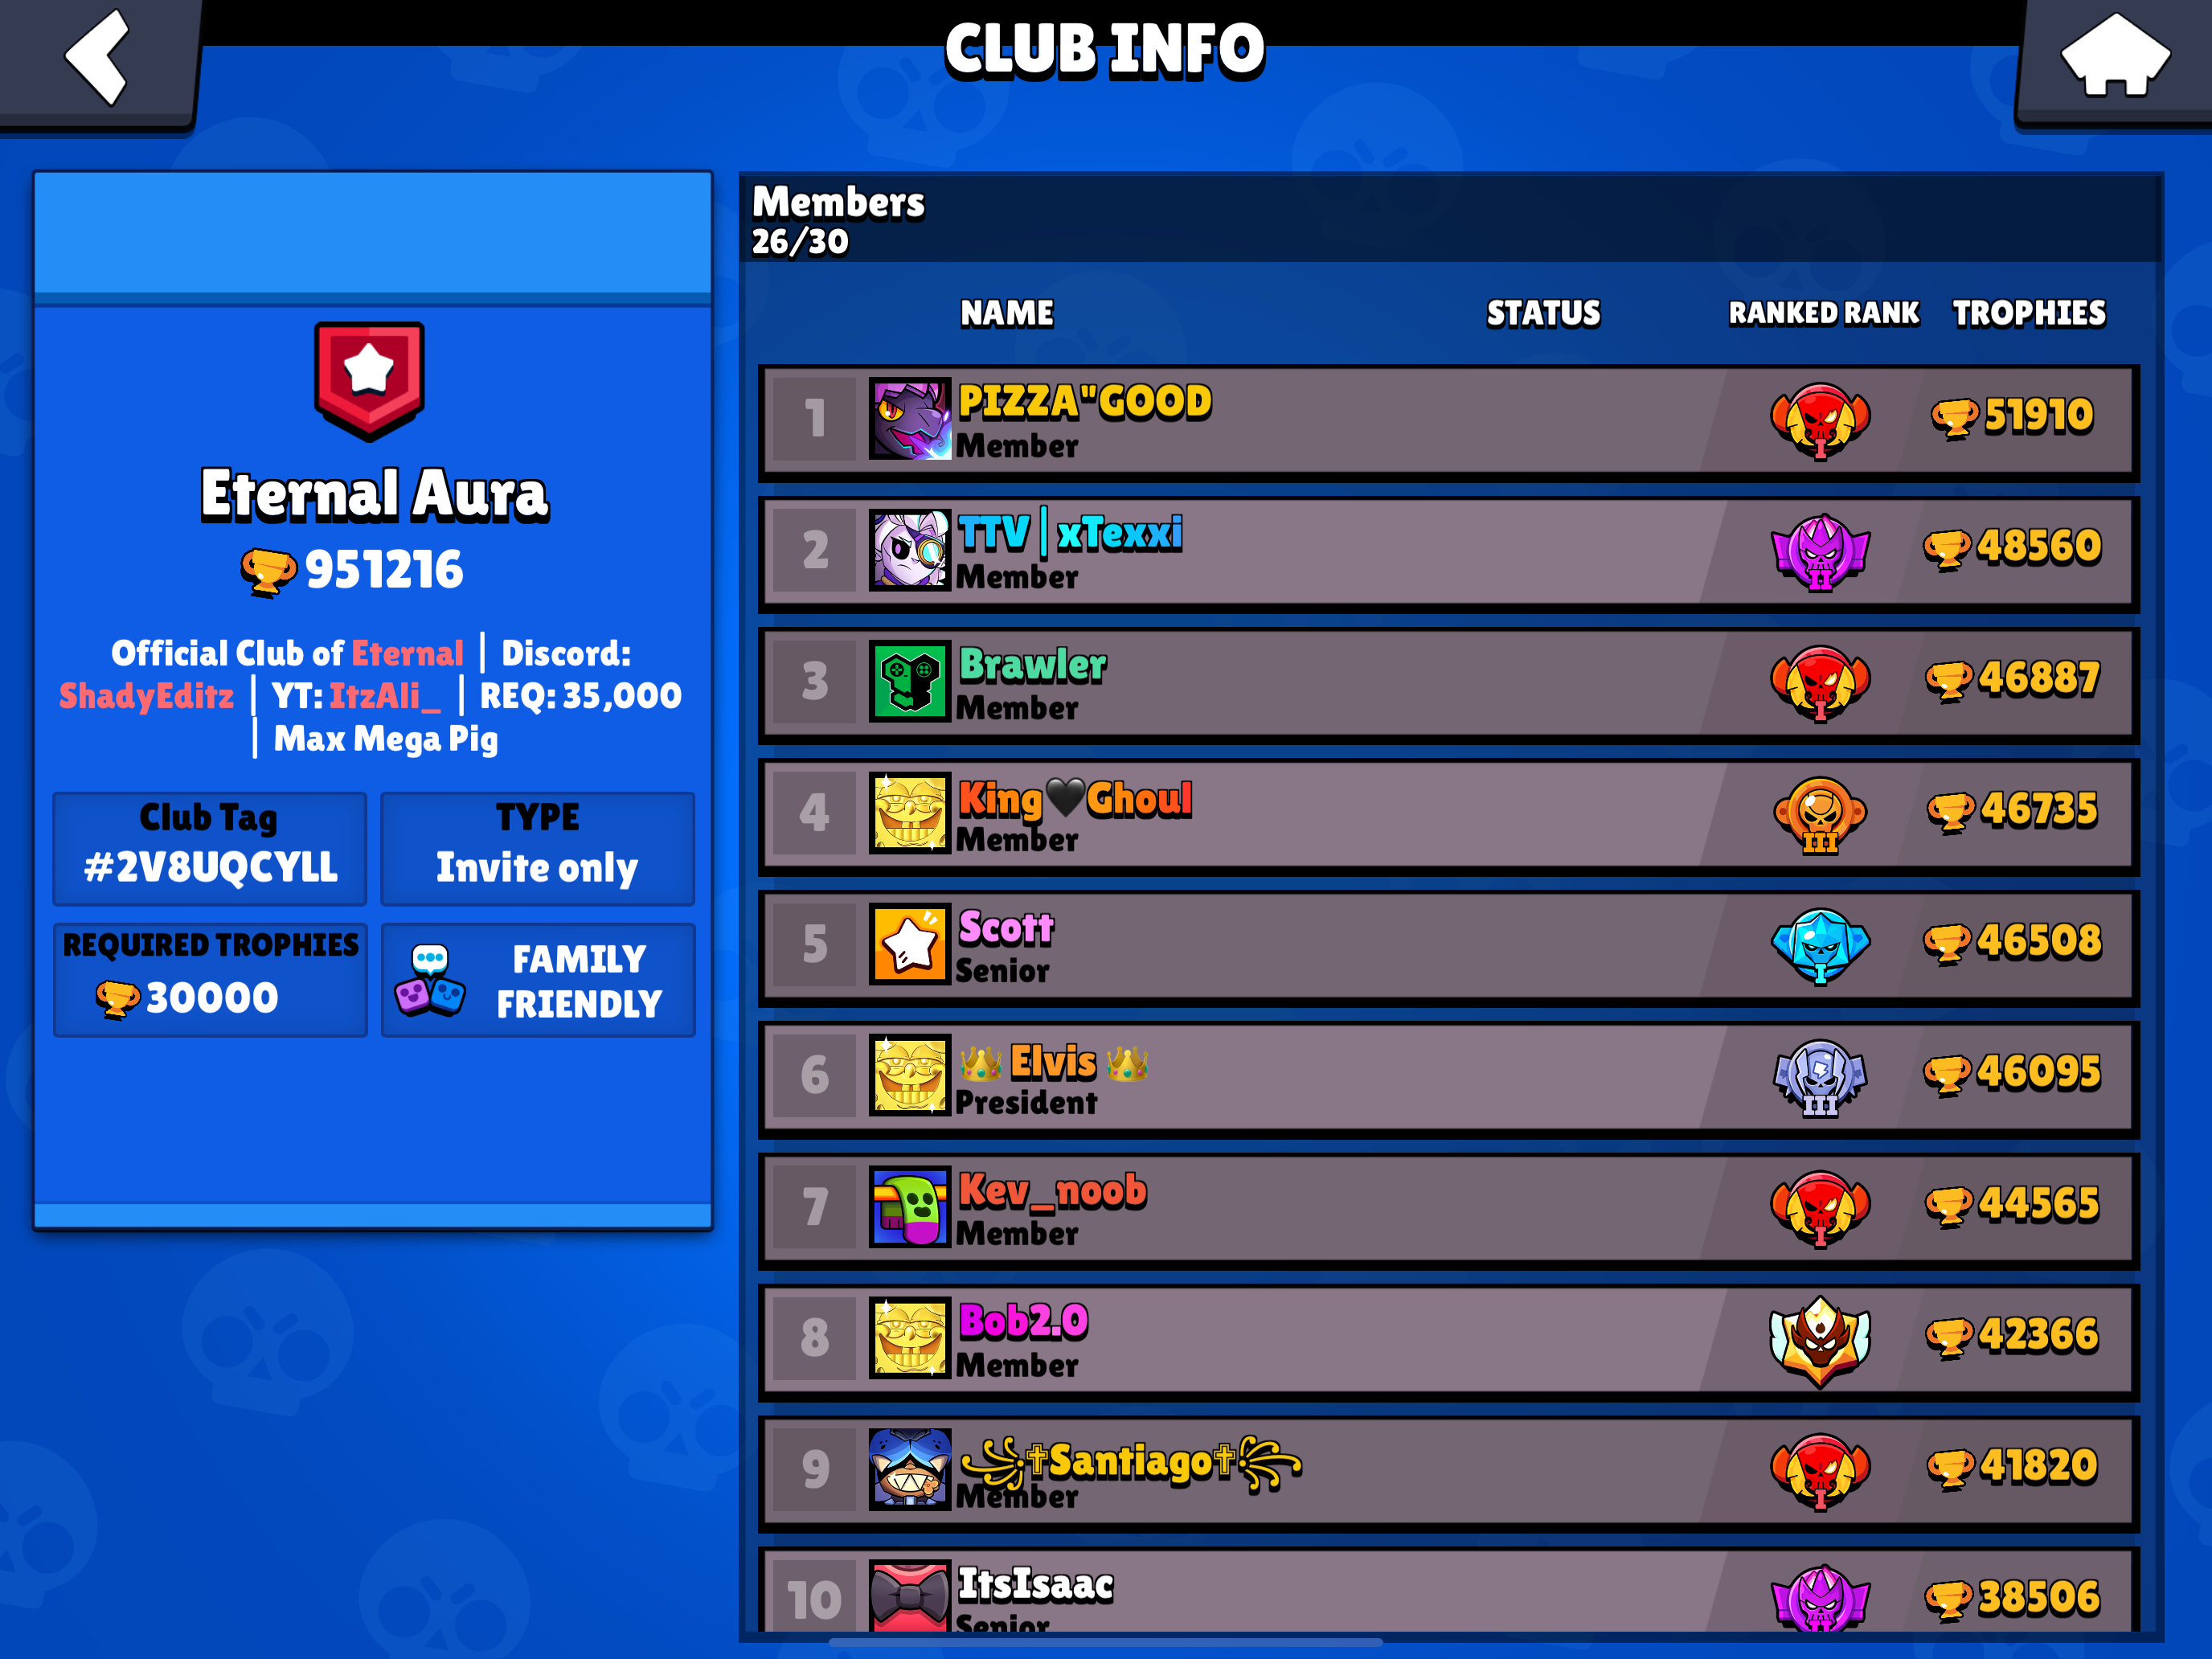 CLUB INFO
Eternal Aura
951216
Official Club of Eternal | Discord:
ShadyEditz | YT: ItzAli_ | REQ: 35,000
| Max Mega Pig
Club Tag
#2V8UQCYLL
TYPE
Invite only
REQUIRED TROPHIES
30000
FAMILY
FRIENDLY
Members
26/30
NAME STATUS RANKED RANK TROPHIES
1 PIZZA"GOOD I 51910
Member
2 TTV | xTexxi II 48560
Member
3 Brawler I 46887
Member
4 King🖤Ghoul III 46735
Member
5 Scott I 46508
Senior
6 👑 Elvis 👑 III 46095
President
7 Kev_noob I 44565
Member
8 Bob2.0 42366
Member
9 ꧁✝Santiago✝꧂ I 41820
Member
10 ItsIsaac 38506
Senior